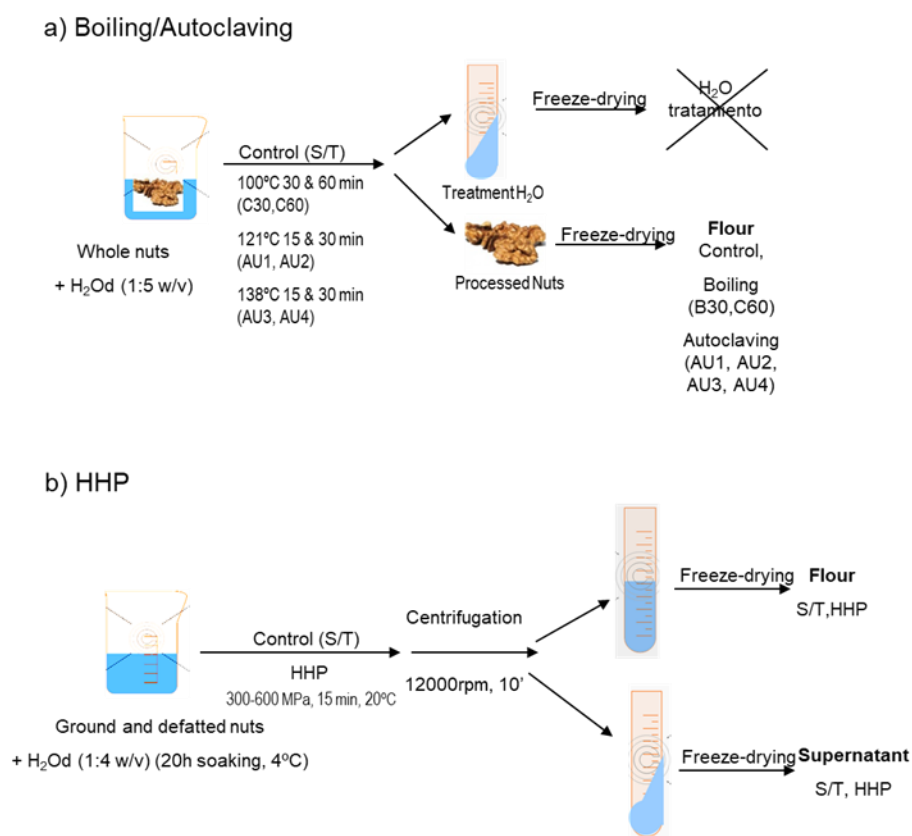 a) Boiling/Autoclaving
Whole nuts
+ H₂Od (1:5 w/v)
Control (S/T)
100ºC 30 & 60 min
(C30,C60)
121ºC 15 & 30 min
(AU1, AU2)
138ºC 15 & 30 min
(AU3, AU4)
Treatment H₂O
Freeze-drying
H₂O
tratamiento
Processed Nuts
Freeze-drying
Flour
Control,
Boiling
(B30,C60)
Autoclaving
(AU1, AU2,
AU3, AU4)
b) HHP
Ground and defatted nuts
+ H₂Od (1:4 w/v) (20h soaking, 4ºC)
Control (S/T)
HHP
300-600 MPa, 15 min, 20ºC
Centrifugation
12000rpm, 10’
Freeze-drying
Flour
S/T,HHP
Freeze-drying
Supernatant
S/T, HHP